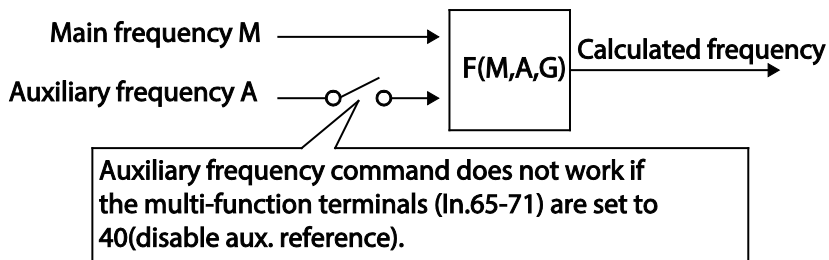 Main frequency M
Auxiliary frequency A
F(M,A,G)
Calculated frequency
Auxiliary frequency command does not work if
the multi-function terminals (In.65-71) are set to
40(disable aux. reference).